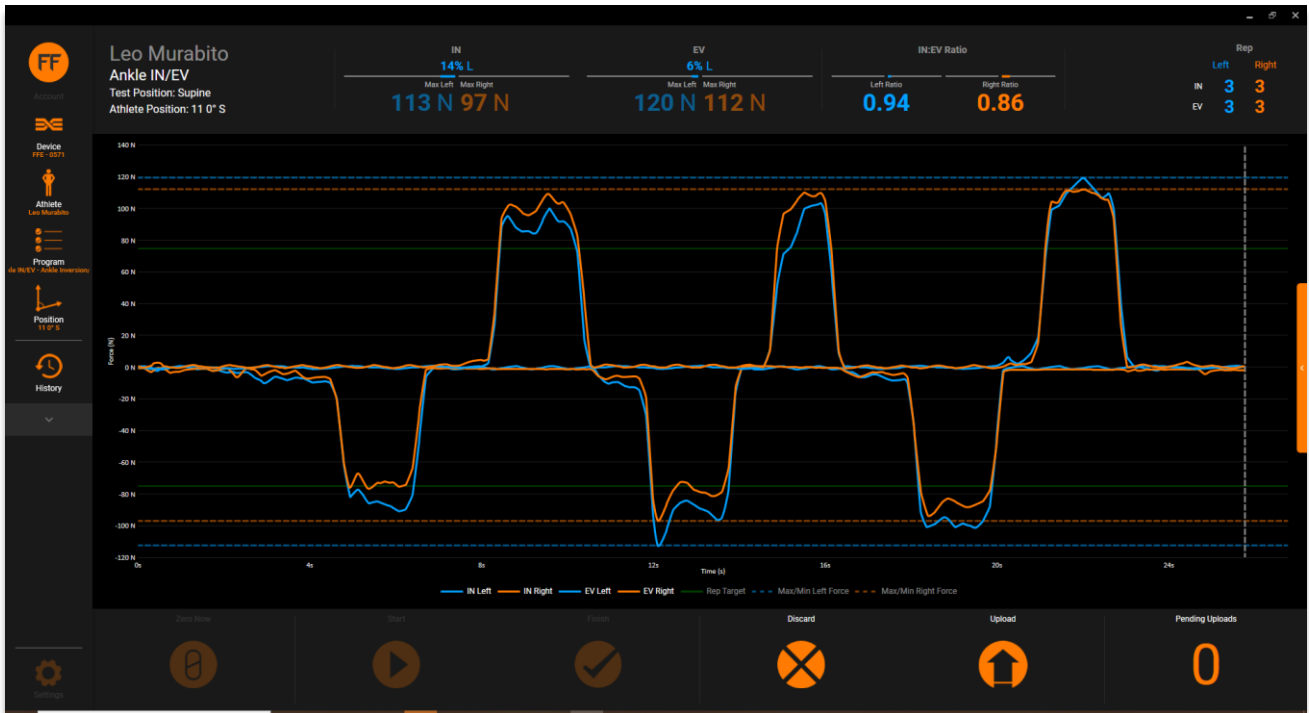 FF
Account
Device
FFE - 0571
Athlete
Leo Murabito
Program
de IN/EV - Ankle Inversion/
Position
11 0° S
History
Settings
Leo Murabito
Ankle IN/EV
Test Position: Supine
Athlete Position: 11 0° S
IN
14% L
Max Left Max Right
113 N 97 N
EV
6% L
Max Left Max Right
120 N 112 N
IN:EV Ratio
Left Ratio Right Ratio
0.94 0.86
Rep
Left Right
IN 3 3
EV 3 3
140 N
120 N
100 N
80 N
60 N
40 N
20 N
0 N
-20 N
-40 N
-60 N
-80 N
-100 N
-120 N
Force (N)
0s 4s 8s 12s 16s 20s 24s
Time (s)
IN Left IN Right EV Left EV Right Rep Target Max/Min Left Force Max/Min Right Force
Zero Now Start Finish Discard Upload Pending Uploads
0